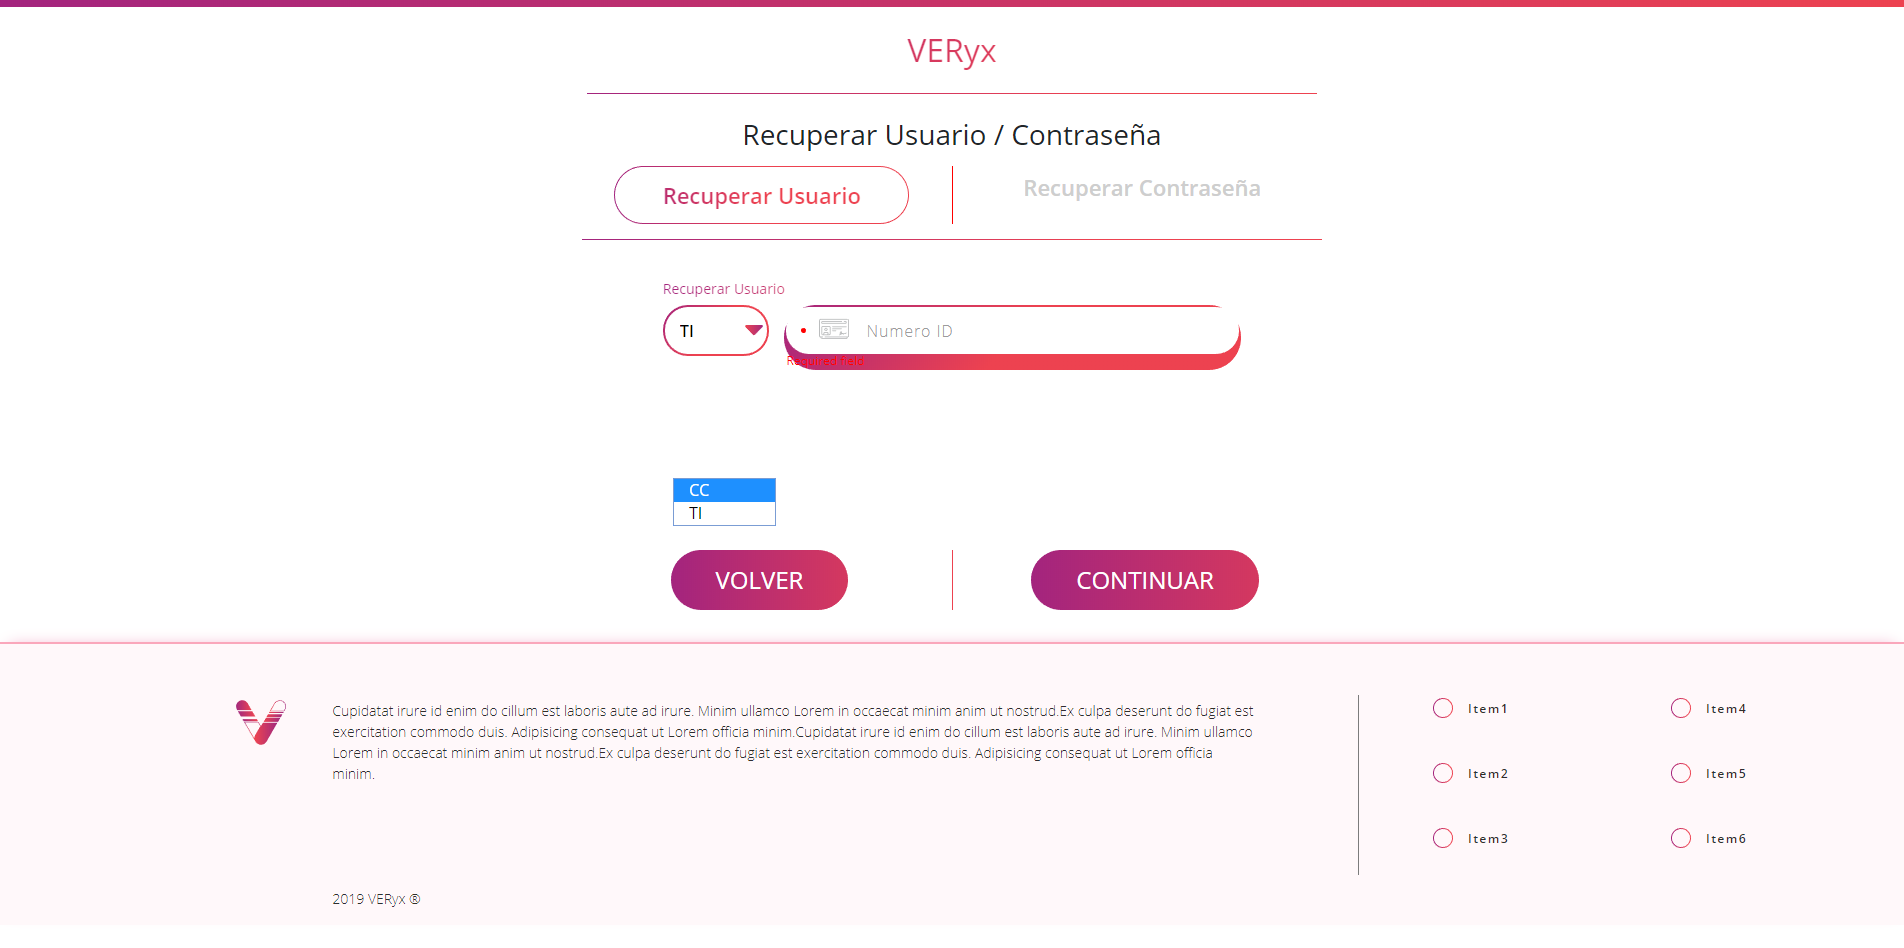 VERyx
Recuperar Usuario / Contraseña
Recuperar Usuario
Recuperar Contraseña
Recuperar Usuario
TI
Numero ID
Required field
CC
TI
VOLVER
CONTINUAR
Cupidatat irure id enim do cillum est laboris aute ad irure. Minim ullamco Lorem in occaecat minim anim ut nostrud.Ex culpa deserunt do fugiat est
exercitation commodo duis. Adipisicing consequat ut Lorem officia minim.Cupidatat irure id enim do cillum est laboris aute ad irure. Minim ullamco
Lorem in occaecat minim anim ut nostrud.Ex culpa deserunt do fugiat est exercitation commodo duis. Adipisicing consequat ut Lorem officia
minim.
2019 VERyx ®
Item1
Item4
Item2
Item5
Item3
Item6